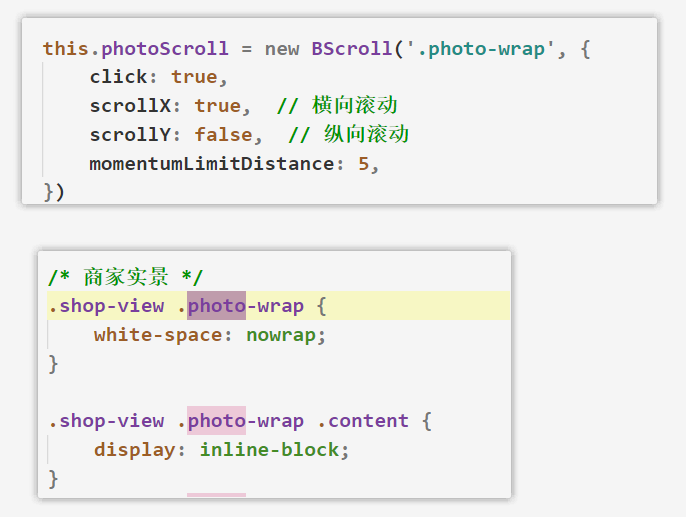 this.photoScroll = new BScroll('.photo-wrap', {
click: true,
scrollX: true,  // 横向滚动
scrollY: false,  // 纵向滚动
momentumLimitDistance: 5,
})
/* 商家实景 */
.shop-view .photo-wrap {
white-space: nowrap;
}
.shop-view .photo-wrap .content {
display: inline-block;
}